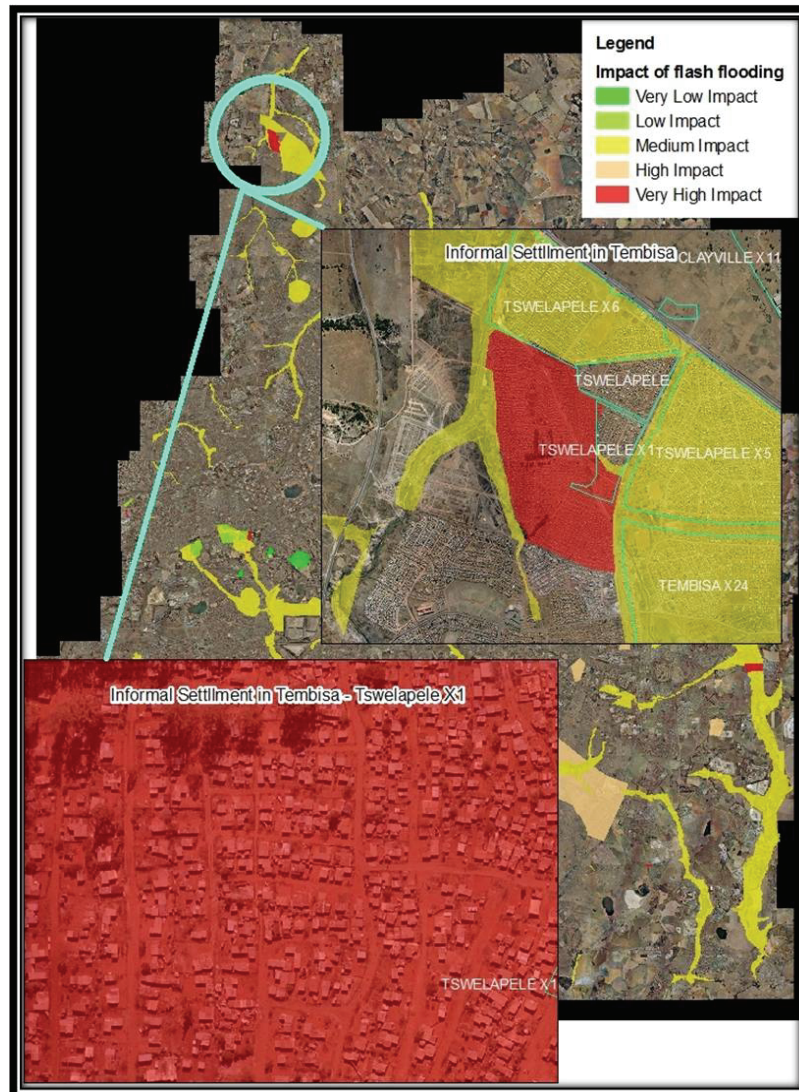 Legend
Impact of flash flooding
Very Low Impact
Low Impact
Medium Impact
High Impact
Very High Impact
Informal Settllment in Tembisa
CLAYVILLE X11
TSWELAPELE X6
TSWELAPELE
TSWELAPELE X1
TSWELAPELE X5
TEMBISA X24
Informal Settllment in Tembisa - Tswelapele X1
TSWELAPELE X1